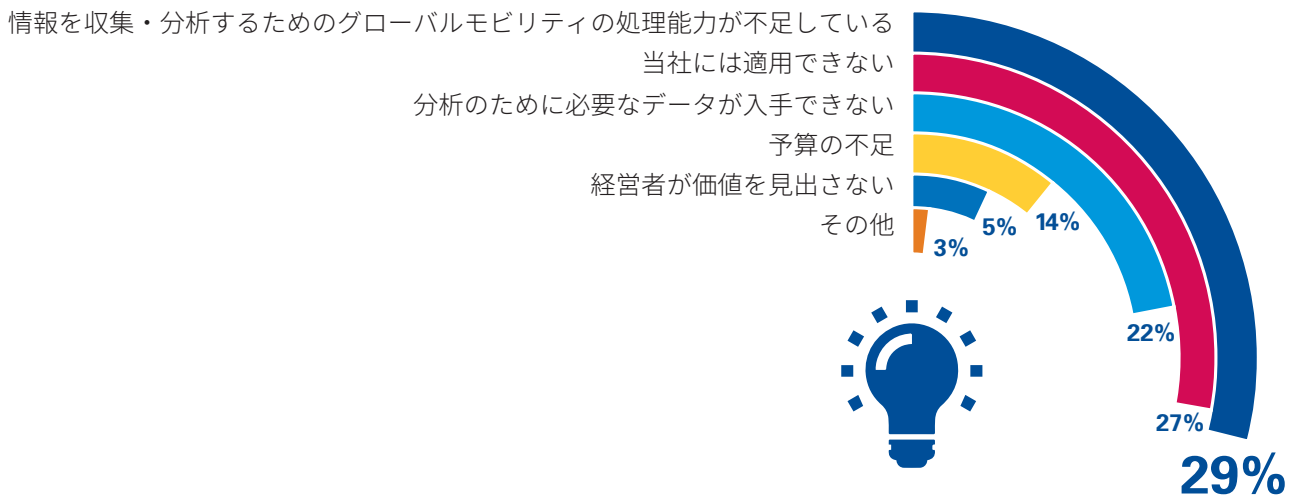 情報を収集・分析するためのグローバルモビリティの処理能力が不足している
当社には適用できない
分析のために必要なデータが入手できない
予算の不足
経営者が価値を見出さない
その他
3%
5%
14%
22%
27%
29%